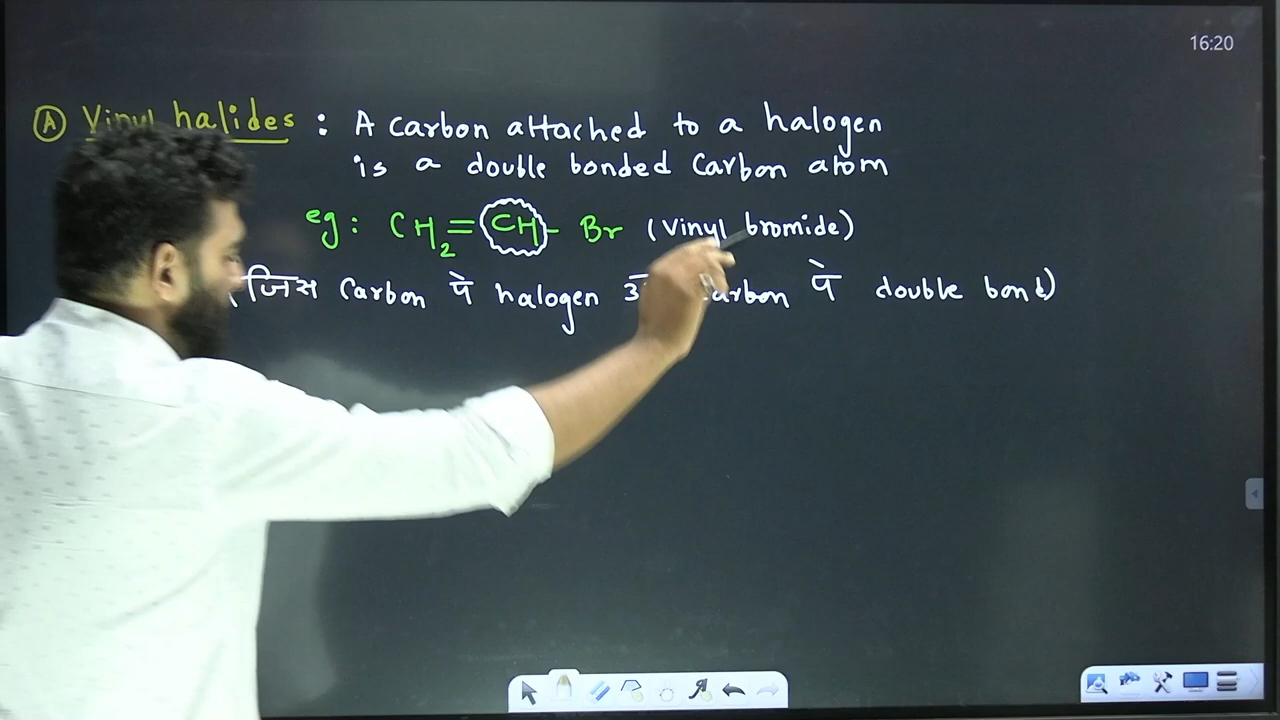 16:20
Ⓐ Vinyl halides : A carbon attached to a halogen
is a double bonded Carbon atom
eg : CH₂=CH-Br (Vinyl bromide)
(जिस Carbon पे halogen carbon पे double bond)